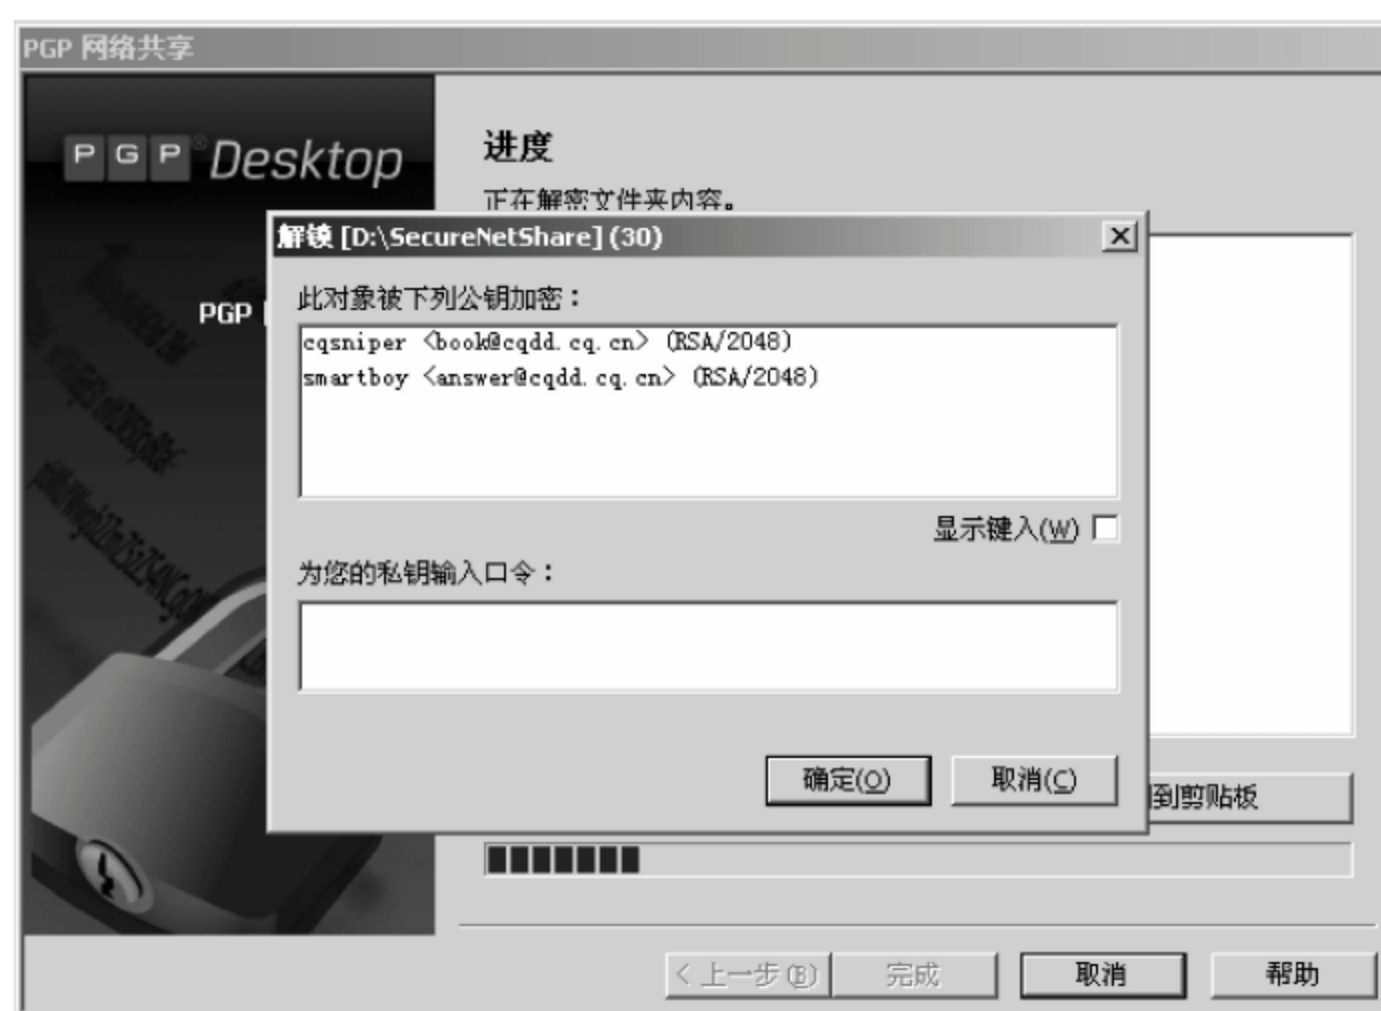 PGP 网络共享
PGP® Desktop
进度
正在解密文件夹内容。
PGP
解锁 [D:\SecureNetShare] (30)
此对象被下列公钥加密：
cqsniper <book@cqdd.cq.cn> (RSA/2048)
smartboy <answer@cqdd.cq.cn> (RSA/2048)
显示键入(W)
为您的私钥输入口令：
确定(O)
取消(C)
到剪贴板
< 上一步(B)
完成
取消
帮助